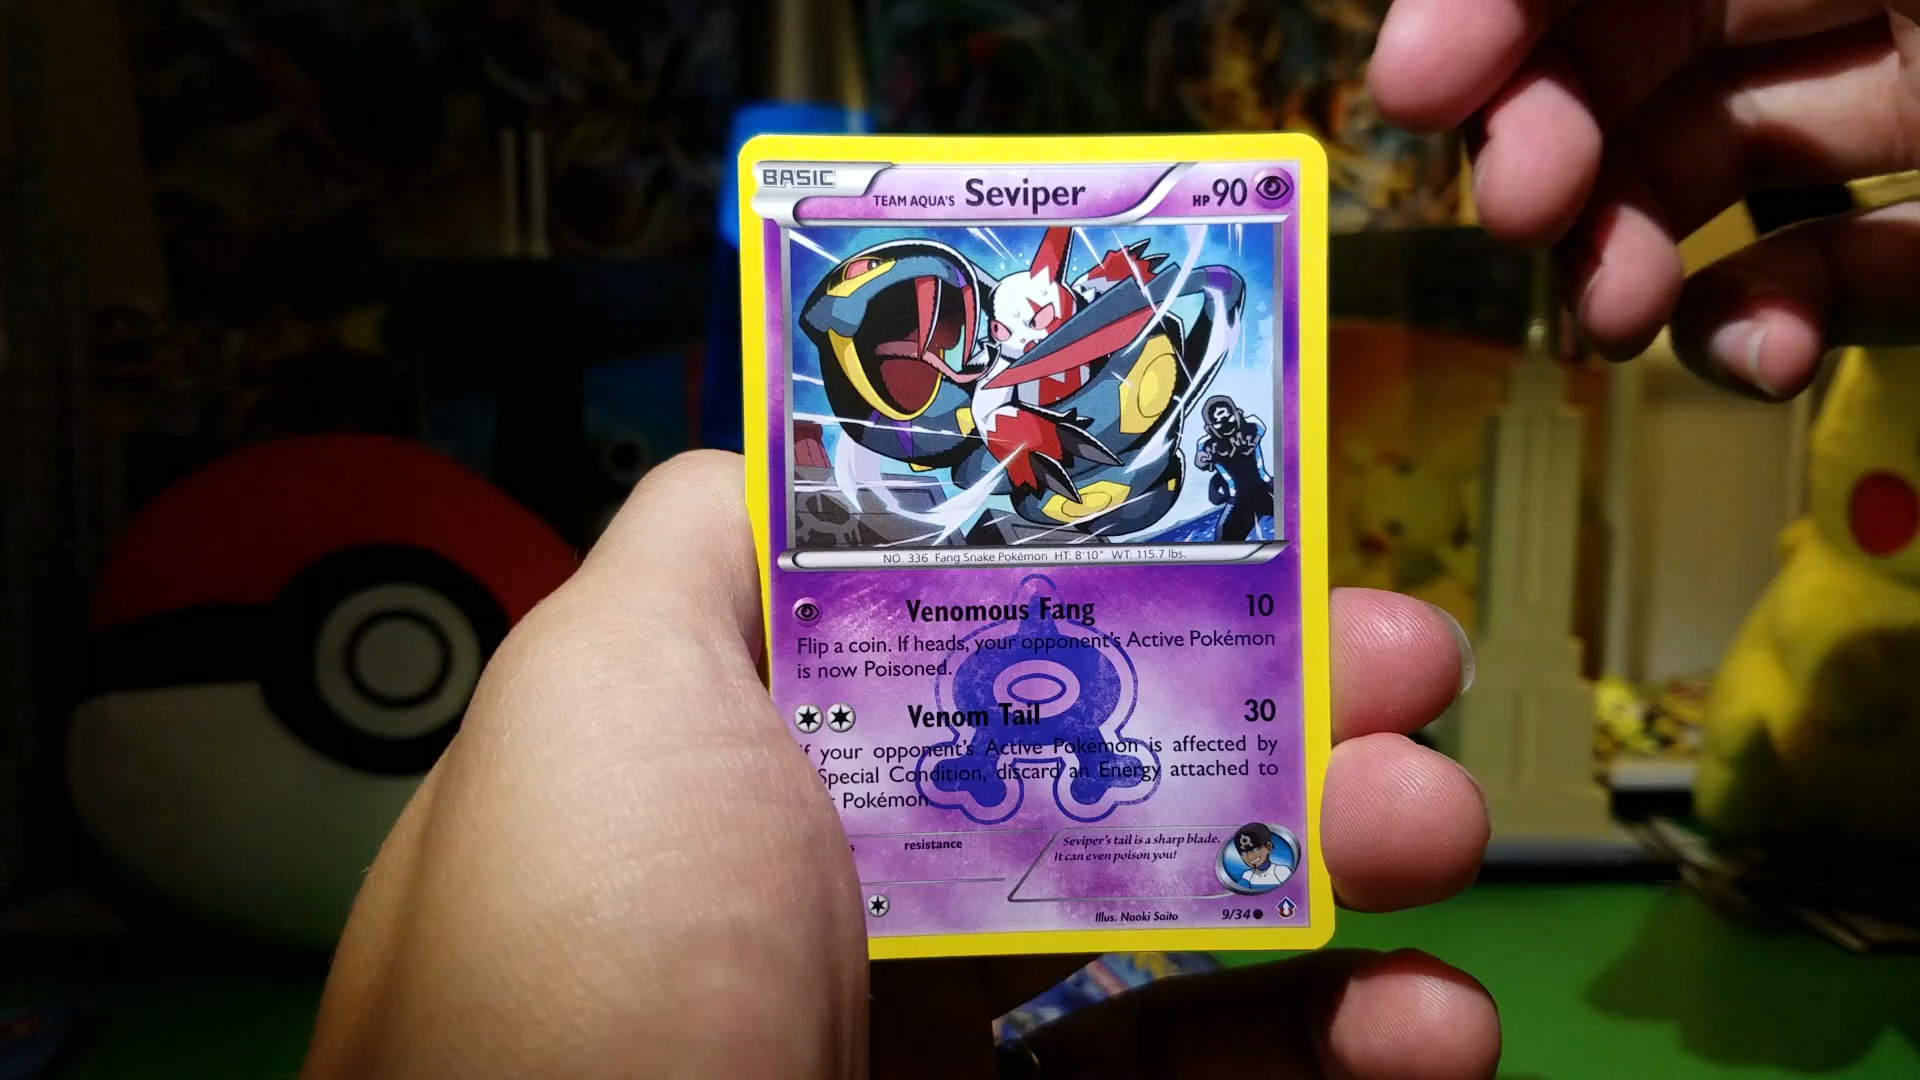 BASIC
TEAM AQUA'S Seviper HP 90
NO. 336 Fang Snake Pokémon HT: 8'10" WT: 115.7 lbs.
Venomous Fang 10
Flip a coin. If heads, your opponent's Active Pokémon
is now Poisoned.
Venom Tail 30
If your opponent's Active Pokémon is affected by
Special Condition, discard an Energy attached to
Pokémon.
resistance
Seviper's tail is a sharp blade.
It can even poison you!
Illus. Naoki Saito 9/34